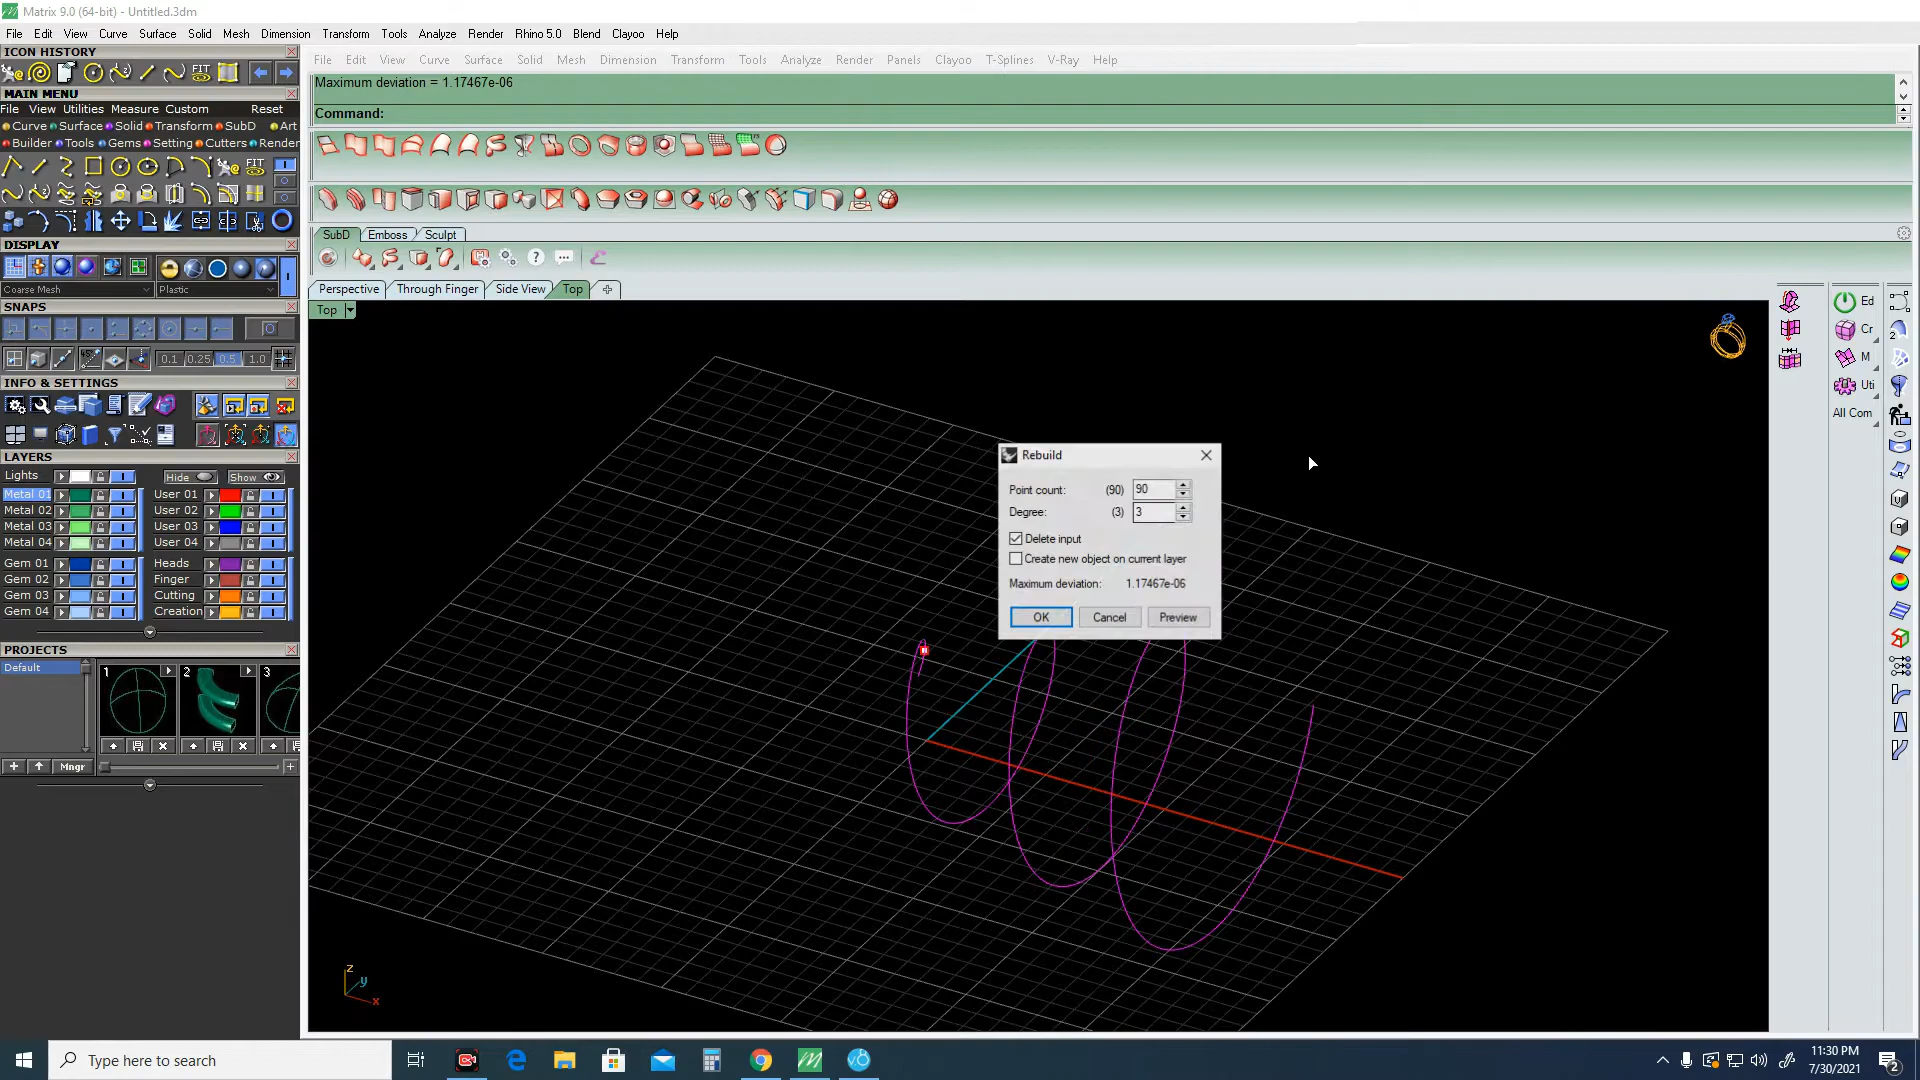 Matrix 9.0 (64-bit) - Untitled.3dm
File Edit View Curve Surface Solid Mesh Dimension Transform Tools Analyze Render Rhino 5.0 Blend Clayoo Help
ICON HISTORY
FIT
MAIN MENU
File View Utilities Measure Custom Reset
Curve Surface Solid Transform SubD Art
Builder Tools Gems Setting Cutters Render
FIT
DISPLAY
Coarse Mesh Plastic
SNAPS
0.1 0.25 0.5 1.0
INFO & SETTINGS
LAYERS
Lights Hide Show
Metal 01 User 01
Metal 02 User 02
Metal 03 User 03
Metal 04 User 04
Gem 01 Heads
Gem 02 Finger
Gem 03 Cutting
Gem 04 Creation
PROJECTS
Default 1 2 3
Mngr
File Edit View Curve Surface Solid Mesh Dimension Transform Tools Analyze Render Panels Clayoo T-Splines V-Ray Help
Maximum deviation = 1.17467e-06
Command:
SubD Emboss Sculpt
Perspective Through Finger Side View Top
Top
Rebuild
Point count: (90) 90
Degree: (3) 3
Delete input
Create new object on current layer
Maximum deviation: 1.17467e-06
OK Cancel Preview
z
y
x
Ed
Cr
M
Uti
All Com
2
Type here to search
11:30 PM
7/30/2021
2